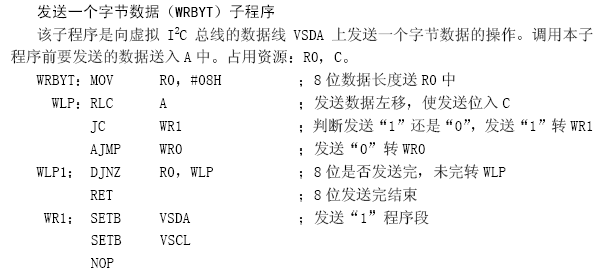 发送一个字节数据（WRBYT）子程序
该子程序是向虚拟 I²C 总线的数据线 VSDA 上发送一个字节数据的操作。调用本子
程序前要发送的数据送入 A 中。占用资源：R0，C。
WRBYT：MOV R0，#08H ；8 位数据长度送 R0 中
WLP：RLC A ；发送数据左移，使发送位入 C
JC WR1 ；判断发送“1”还是“0”，发送“1”转 WR1
AJMP WR0 ；发送“0”转 WR0
WLP1；DJNZ R0，WLP ；8 位是否发送完，未完转 WLP
RET ；8 位发送完结束
WR1；SETB VSDA ；发送“1”程序段
SETB VSCL
NOP